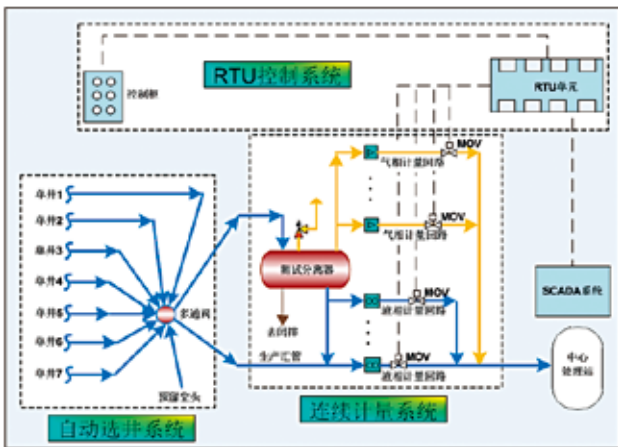 RTU控制系统
控制柜
RTU单元
MOV
气相计量回路
MOV
气相计量回路
单井1
单井2
单井3
单井4
单井5
单井6
单井7
多通阀
预留空头
测试分离器
去闭排
生产汇管
MOV
液相计量回路
MOV
液相计量回路
SCADA系统
中心
处理站
自动选井系统
连续计量系统